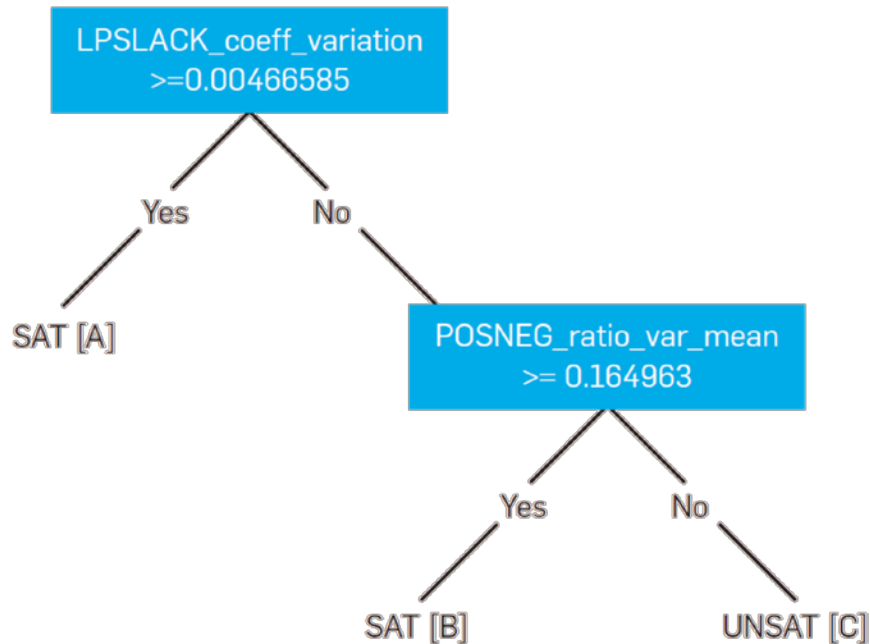 LPSLACK_coeff_variation
>=0.00466585
Yes
No
SAT [A]
POSNEG_ratio_var_mean
>= 0.164963
Yes
No
SAT [B]
UNSAT [C]